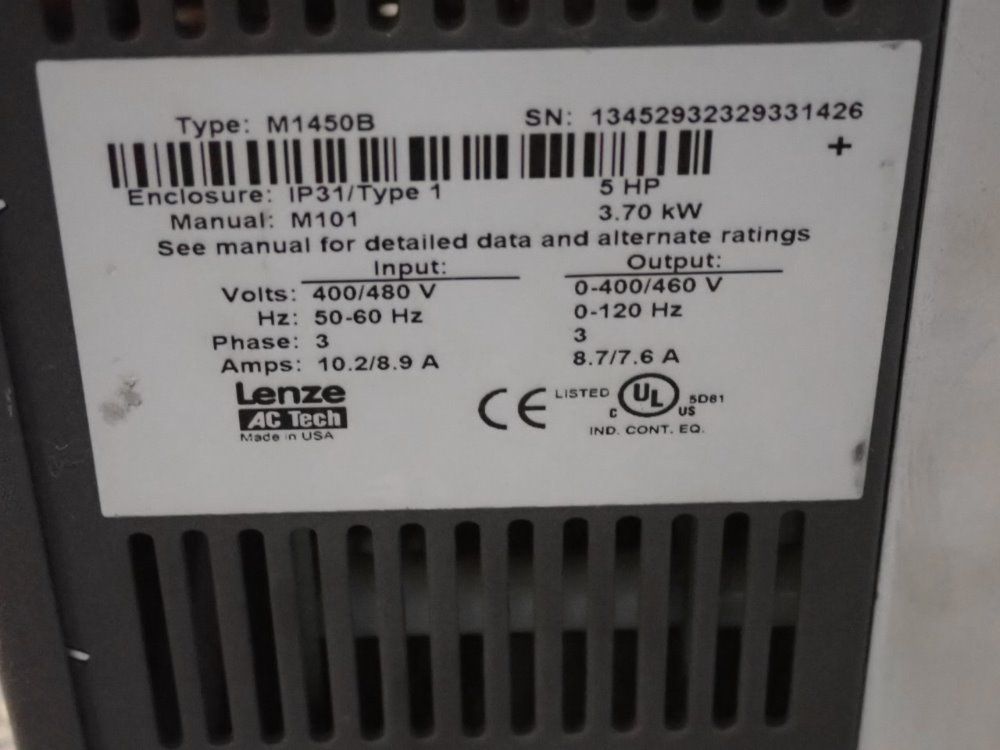 Type: M1450B SN: 13452932329331426
+
Enclosure: IP31/Type 1 5 HP
Manual: M101 3.70 kW
See manual for detailed data and alternate ratings
Input: Output:
Volts: 400/480 V 0-400/460 V
Hz: 50-60 Hz 0-120 Hz
Phase: 3 3
Amps: 10.2/8.9 A 8.7/7.6 A
Lenze
AC Tech
Made in USA
CE LISTED C UL US 5D81
IND. CONT. EQ.